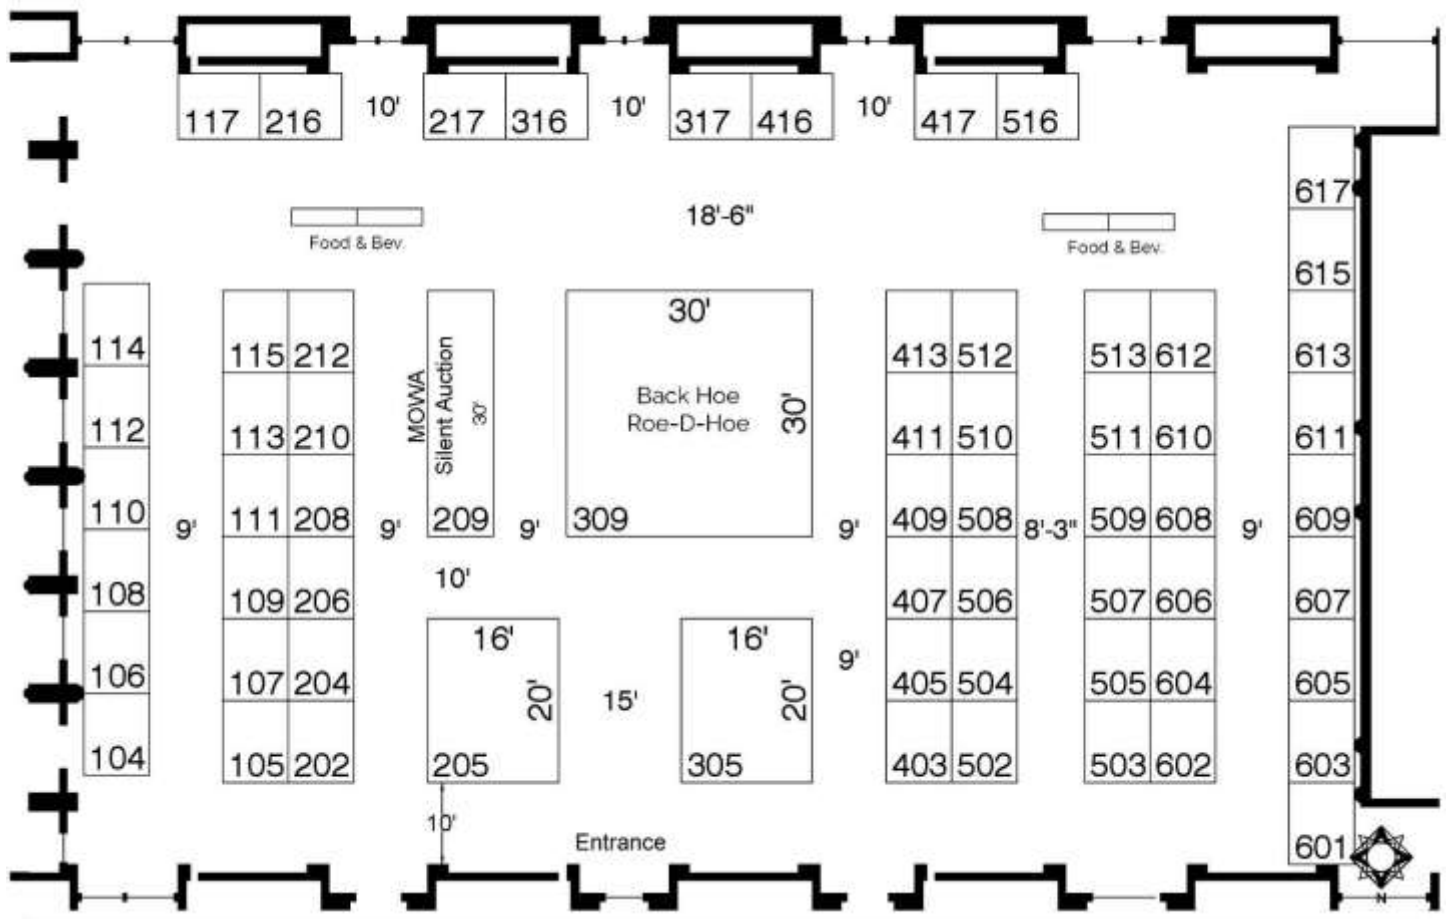 117 216 10' 217 316 10' 317 416 10' 417 516
617
18'-6"
Food & Bev.
Food & Bev.
615
114 115 212 30' 413 512 513 612 613
MOWA
Silent Auction
30'
Back Hoe
Roe-D-Hoe
30'
112 113 210 411 510 511 610 611
110 9' 111 208 9' 209 9' 309 9' 409 508 8'-3" 509 608 9' 609
10'
108 109 206 407 506 507 606 607
16' 16'
9'
106 107 204 20' 15' 20' 405 504 505 604 605
104 105 202 205 305 403 502 503 602 603
10'
Entrance
601
N